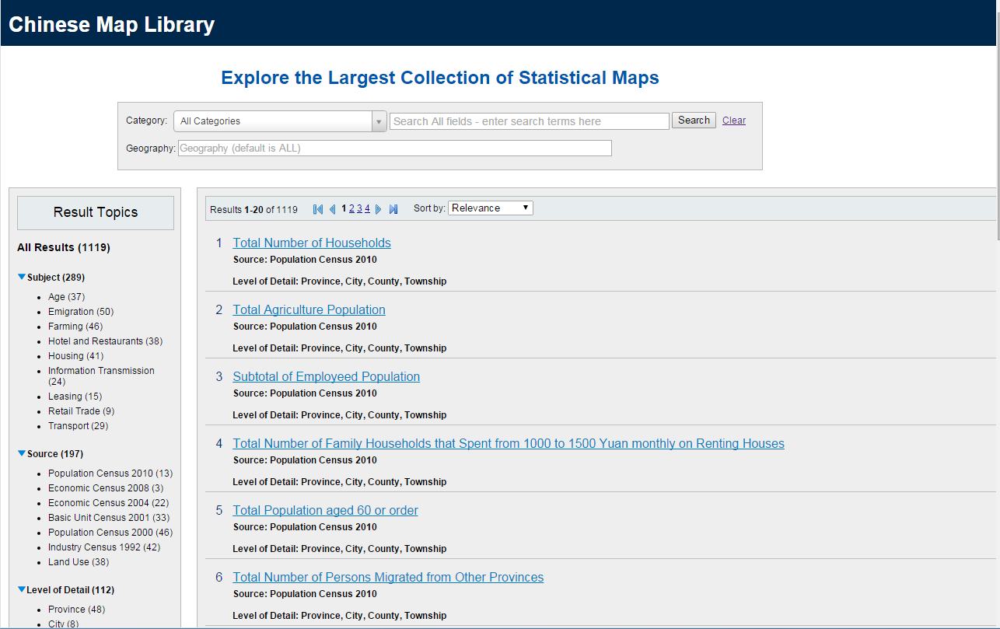 Chinese Map Library
Explore the Largest Collection of Statistical Maps
Category: All Categories Search All fields - enter search terms here Search Clear
Geography: Geography (default is ALL)
Result Topics
All Results (1119)
Subject (289)
Age (37)
Emigration (50)
Farming (46)
Hotel and Restaurants (38)
Housing (41)
Information Transmission
(24)
Leasing (15)
Retail Trade (9)
Transport (29)
Source (197)
Population Census 2010 (13)
Economic Census 2008 (3)
Economic Census 2004 (22)
Basic Unit Census 2001 (33)
Population Census 2000 (46)
Industry Census 1992 (42)
Land Use (38)
Level of Detail (112)
Province (48)
City (8)
Results 1-20 of 1119 1 2 3 4 Sort by: Relevance
1 Total Number of Households
Source: Population Census 2010
Level of Detail: Province, City, County, Township
2 Total Agriculture Population
Source: Population Census 2010
Level of Detail: Province, City, County, Township
3 Subtotal of Employeed Population
Source: Population Census 2010
Level of Detail: Province, City, County, Township
4 Total Number of Family Households that Spent from 1000 to 1500 Yuan monthly on Renting Houses
Source: Population Census 2010
Level of Detail: Province, City, County, Township
5 Total Population aged 60 or order
Source: Population Census 2010
Level of Detail: Province, City, County, Township
6 Total Number of Persons Migrated from Other Provinces
Source: Population Census 2010
Level of Detail: Province, City, County, Township